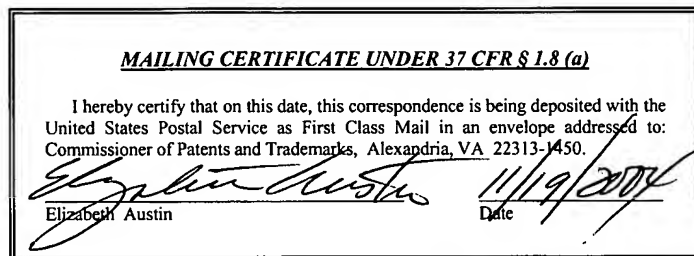 MAILING CERTIFICATE UNDER 37 CFR § 1.8 (a)
I hereby certify that on this date, this correspondence is being deposited with the
United States Postal Service as First Class Mail in an envelope addressed to:
Commissioner of Patents and Trademarks, Alexandria, VA 22313-1450.
Elizabeth Austin 11/19/2004
Elizabeth Austin Date